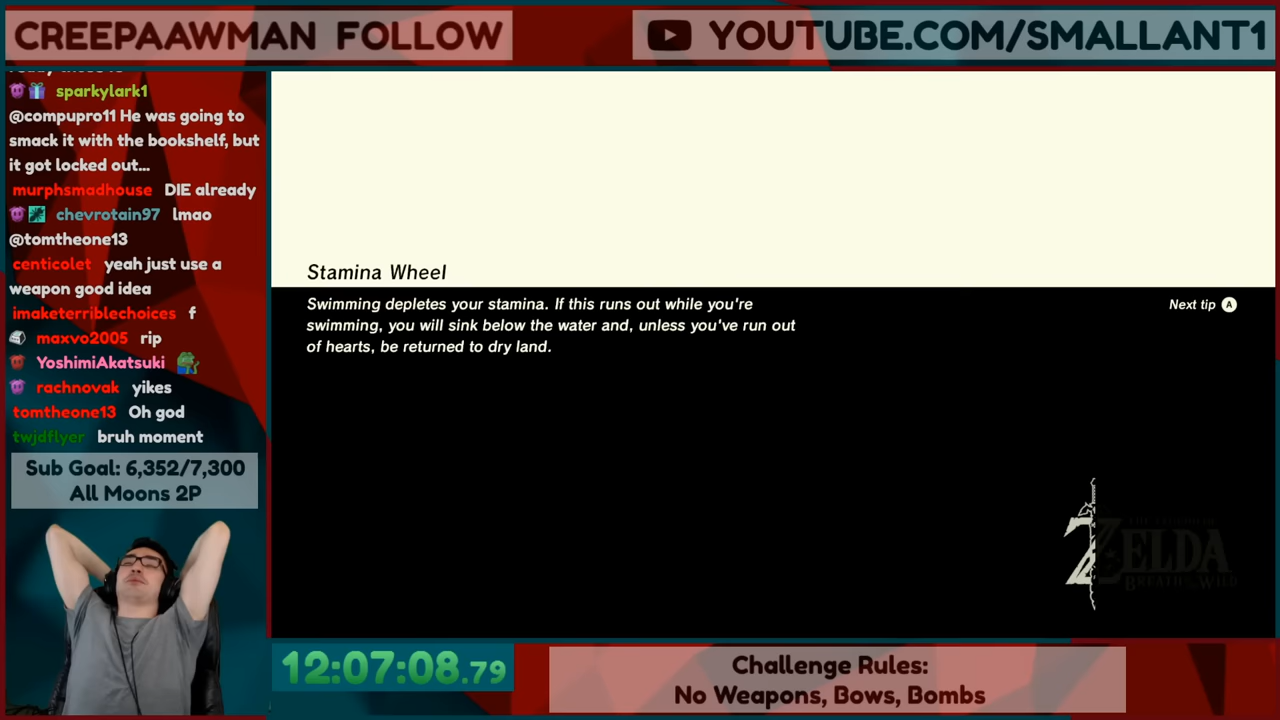 CREEPAAWMAN FOLLOW
YOUTUBE.COM/SMALLANT1
sparkylark1
@compupro11 He was going to
smack it with the bookshelf, but
it got locked out...
murphsmadhouse DIE already
chevrotain97 lmao
@tomtheone13
centicolet yeah just use a
weapon good idea
imaketerriblechoices f
maxvo2005 rip
YoshimiAkatsuki
rachnovak yikes
tomtheone13 Oh god
twjdflyer bruh moment
Sub Goal: 6,352/7,300
All Moons 2P
Stamina Wheel
Swimming depletes your stamina. If this runs out while you're
swimming, you will sink below the water and, unless you've run out
of hearts, be returned to dry land.
Next tip A
THE LEGEND OF
ZELDA
BREATH OF THE WILD
12:07:08.79
Challenge Rules:
No Weapons, Bows, Bombs